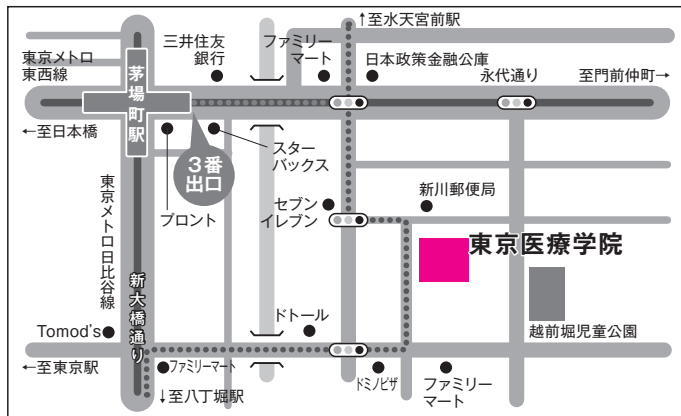 ↑至水天宮前駅
三井住友
銀行
ファミリー
マート
日本政策金融公庫
永代通り
→至門前仲町
東京メトロ
東西線
茅場町駅
←至日本橋
3番
出口
スター
バックス
プロント
東京メトロ日比谷線
新大橋通り
セブン
イレブン
新川郵便局
東京医療学院
越前堀児童公園
Tomod's
ドトール
←至東京駅
ファミリーマート
↓至八丁堀駅
ドミノピザ
ファミリー
マート